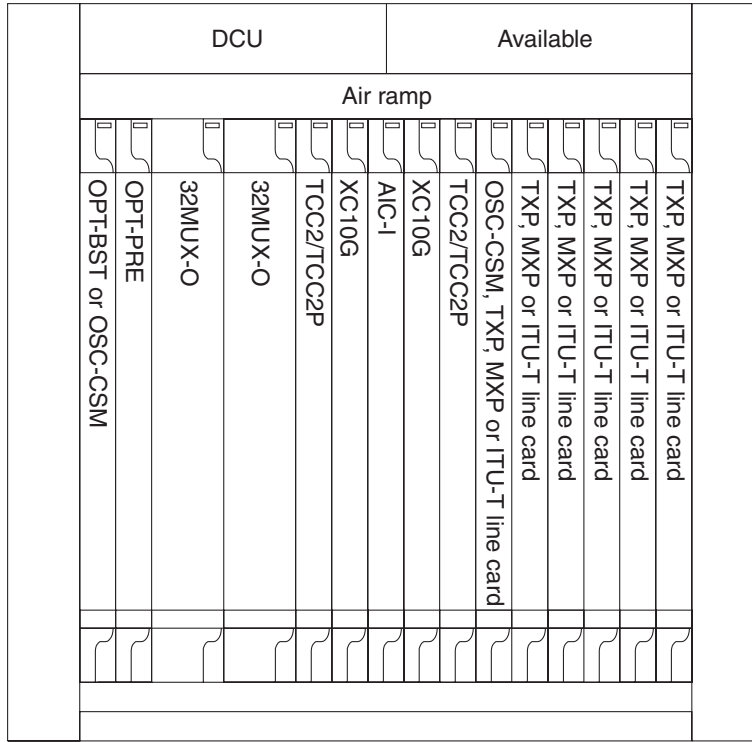 DCU
Available
Air ramp
OPT-BST or OSC-CSM
OPT-PRE
32MUX-O
32MUX-O
TCC2/TCC2P
XC10G
AIC-I
XC10G
TCC2/TCC2P
OSC-CSM, TXP, MXP or ITU-T line card
TXP, MXP or ITU-T line card
TXP, MXP or ITU-T line card
TXP, MXP or ITU-T line card
TXP, MXP or ITU-T line card
TXP, MXP or ITU-T line card